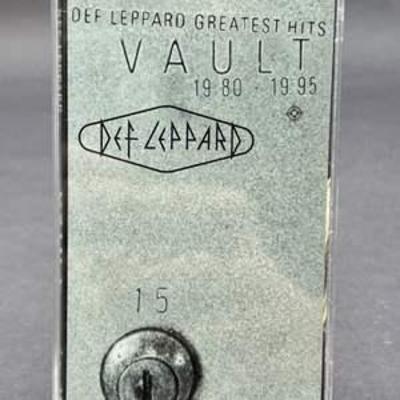 DEF LEPPARD GREATEST HITS
VAULT
1980 - 1995
DEF LEPPARD
15